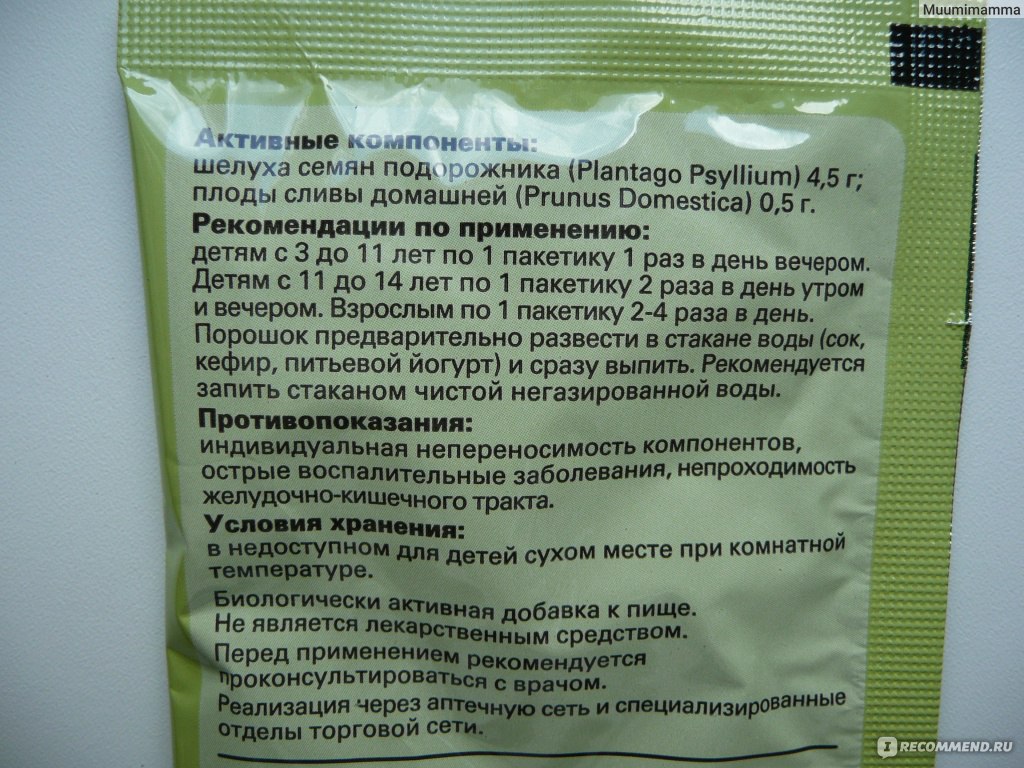 Muumimamma
Активные компоненты:
шелуха семян подорожника (Plantago Psyllium) 4,5 г;
плоды сливы домашней (Prunus Domestica) 0,5 г.
Рекомендации по применению:
детям с 3 до 11 лет по 1 пакетику 1 раз в день вечером.
Детям с 11 до 14 лет по 1 пакетику 2 раза в день утром
и вечером. Взрослым по 1 пакетику 2-4 раза в день.
Порошок предварительно развести в стакане воды (сок,
кефир, питьевой йогурт) и сразу выпить. Рекомендуется
запить стаканом чистой негазированной воды.
Противопоказания:
индивидуальная непереносимость компонентов,
острые воспалительные заболевания, непроходимость
желудочно-кишечного тракта.
Условия хранения:
в недоступном для детей сухом месте при комнатной
температуре.
Биологически активная добавка к пище.
Не является лекарственным средством.
Перед применением рекомендуется
проконсультироваться с врачом.
Реализация через аптечную сеть и специализированные
отделы торговой сети.
IRECOMMEND.RU